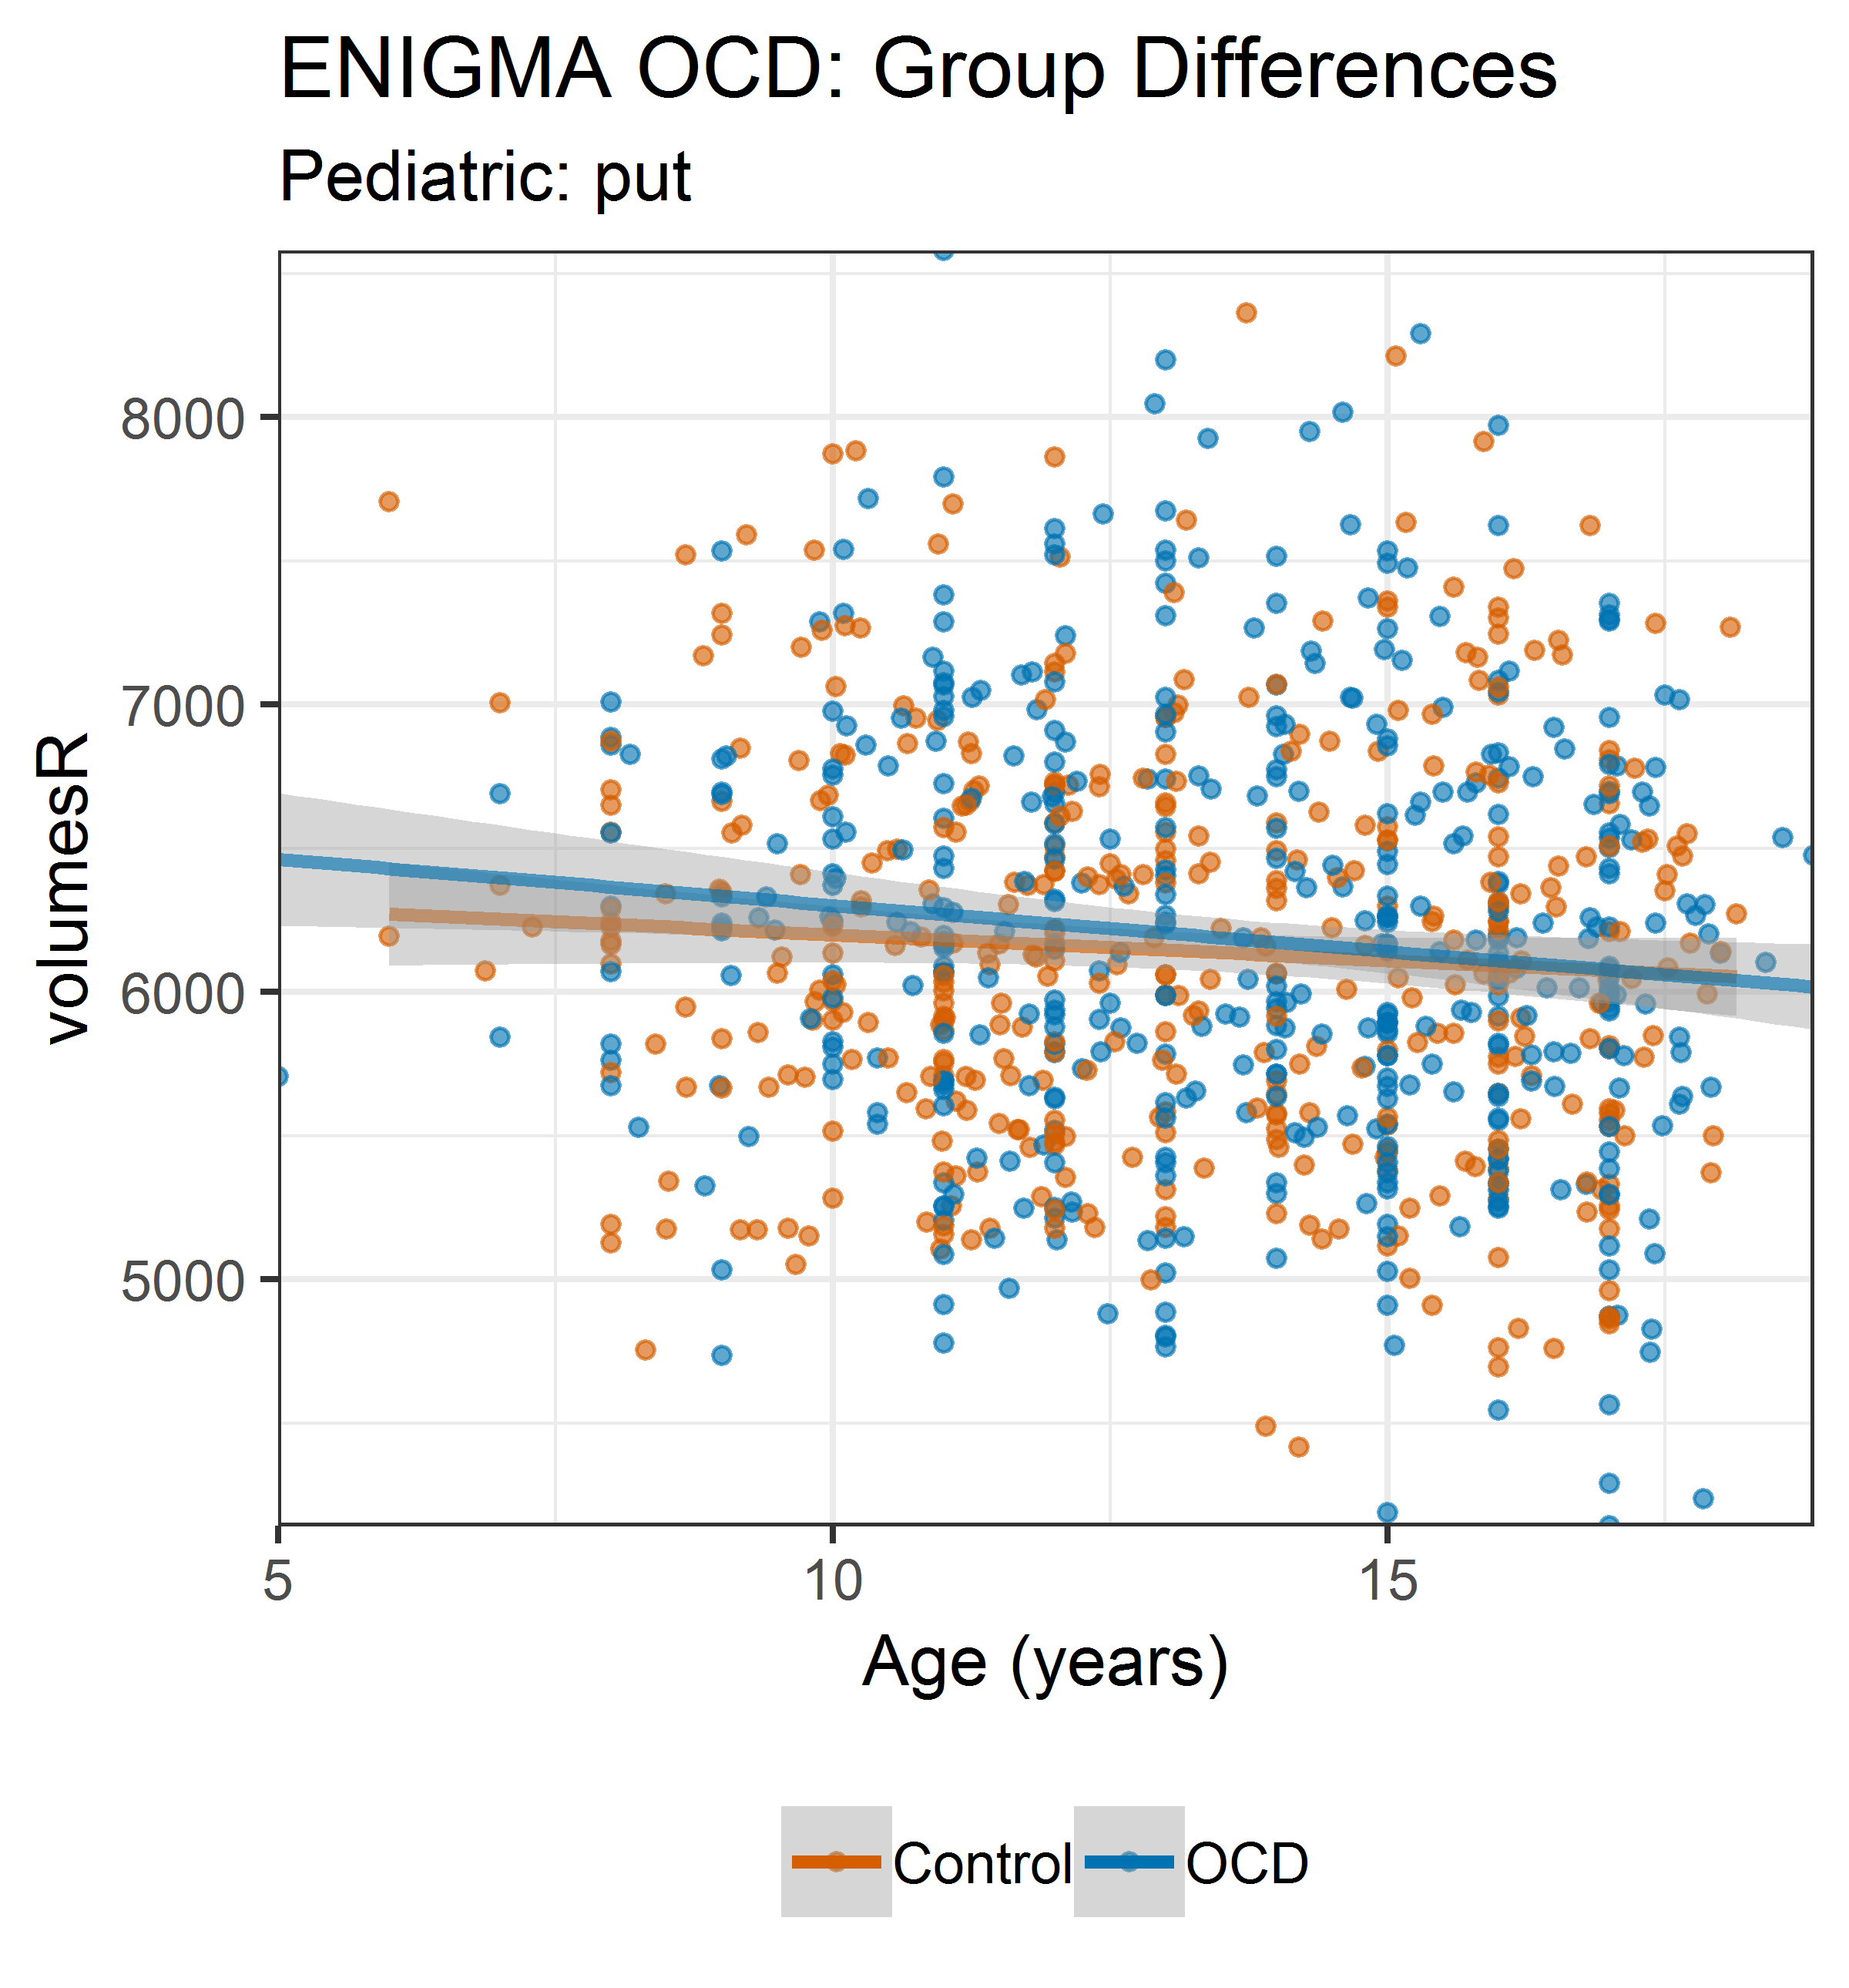 ENIGMA OCD: Group Differences
Pediatric: put
volumesR
8000
7000
6000
5000
5 10 15
Age (years)
Control OCD